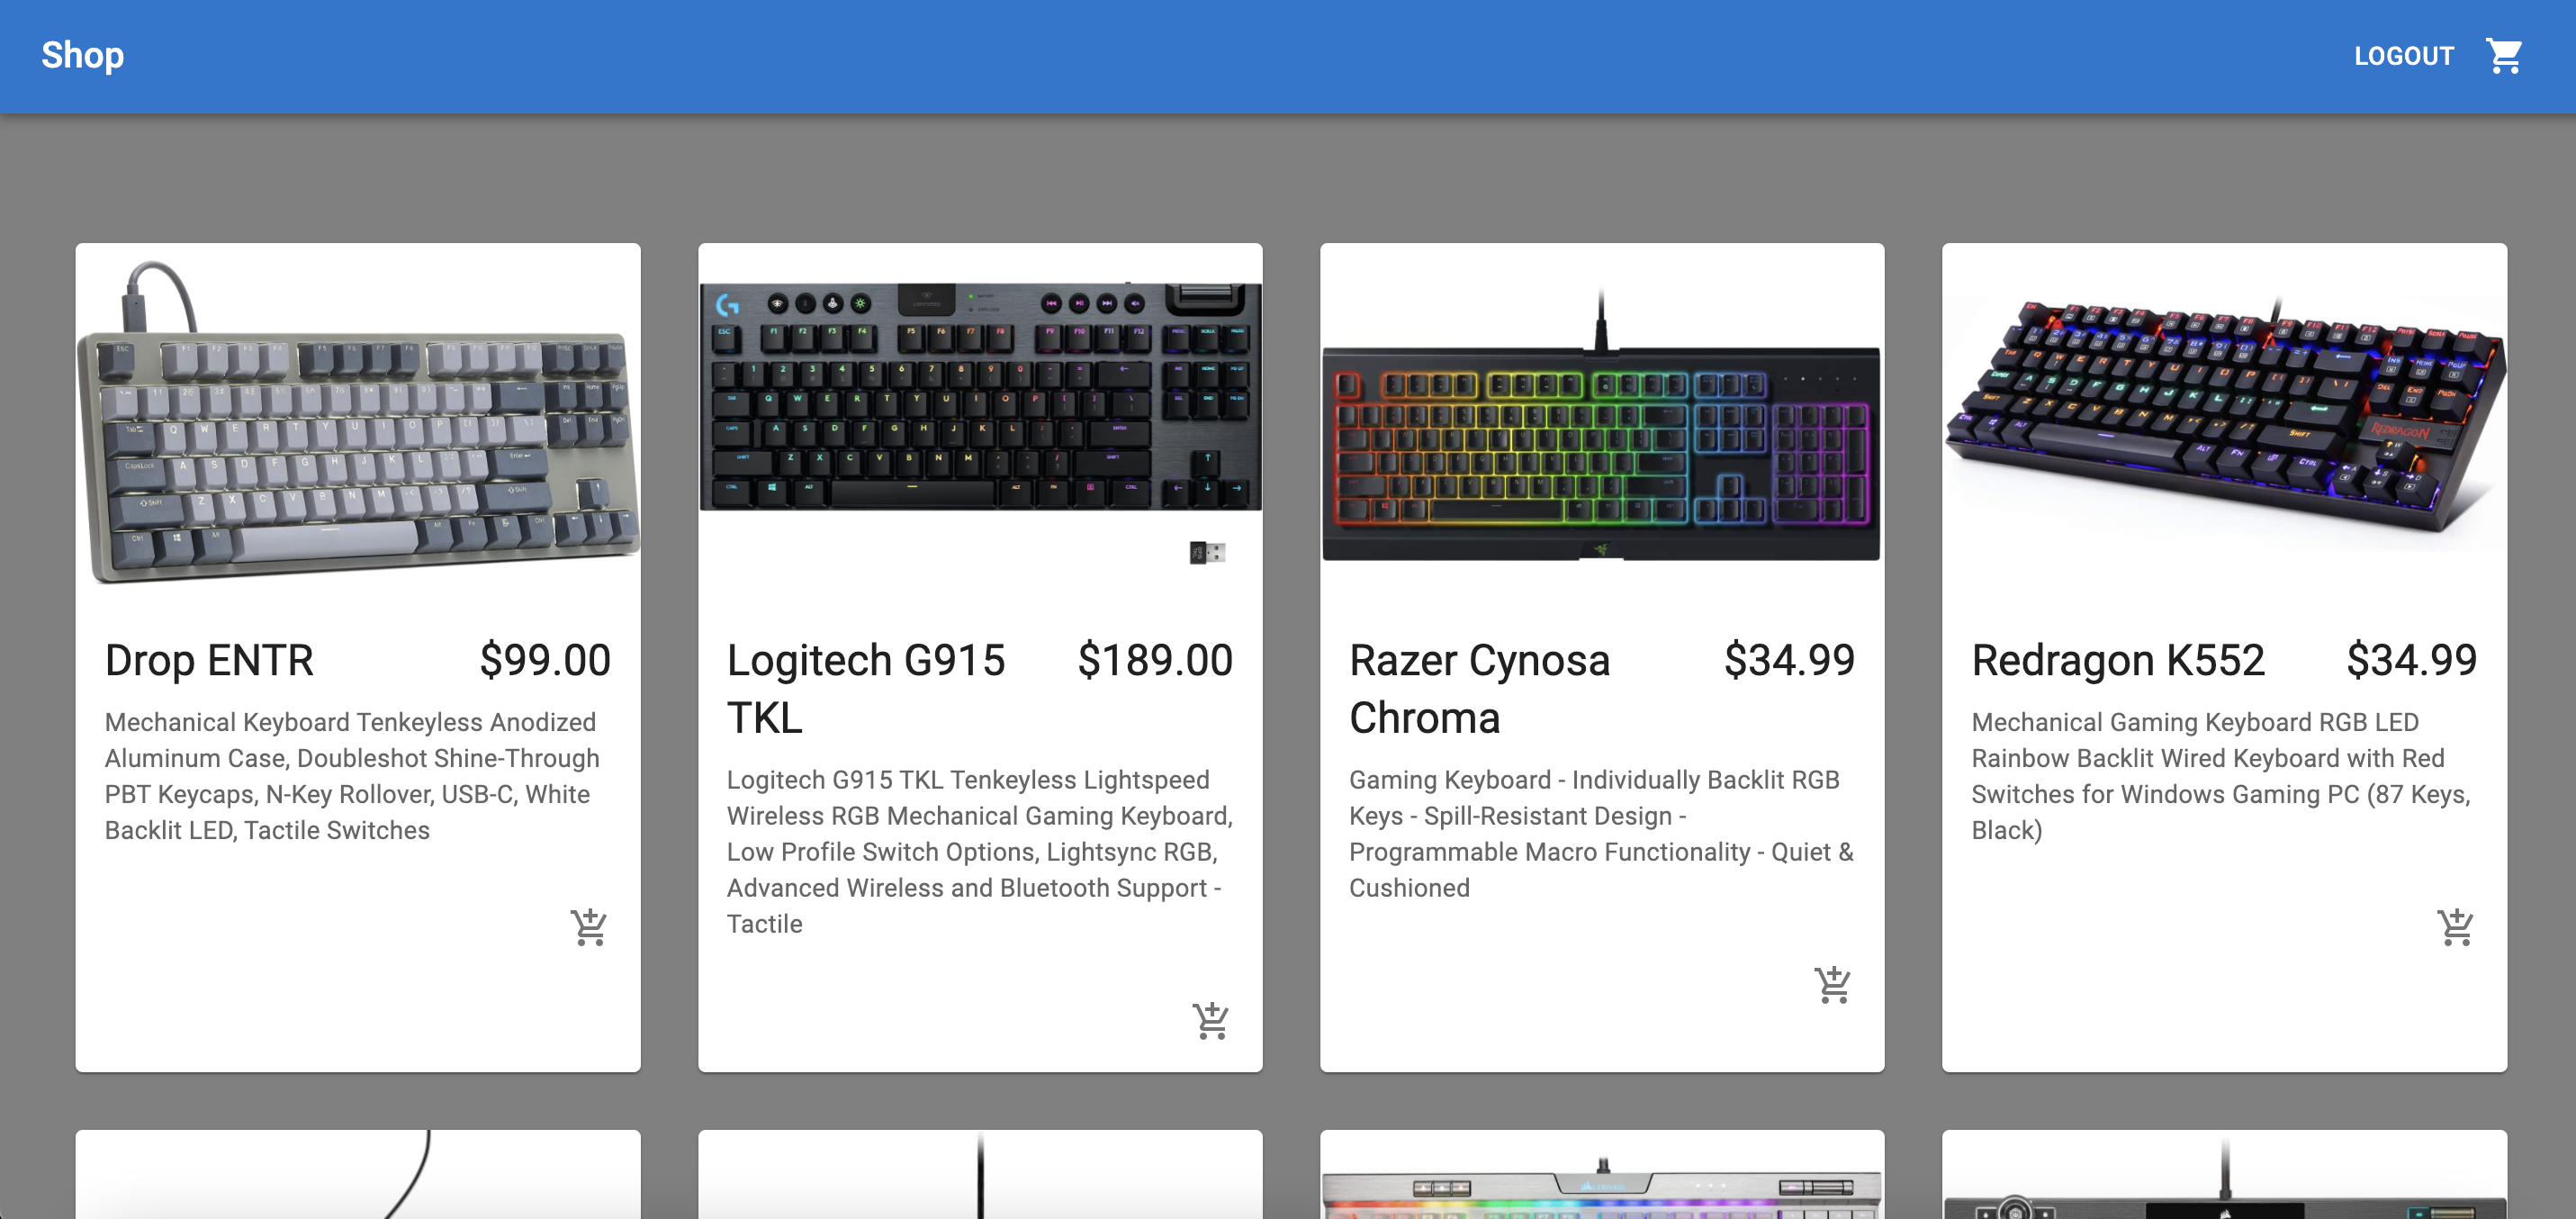 Shop
LOGOUT
Drop ENTR
$99.00
Mechanical Keyboard Tenkeyless Anodized
Aluminum Case, Doubleshot Shine-Through
PBT Keycaps, N-Key Rollover, USB-C, White
Backlit LED, Tactile Switches
Logitech G915
TKL
$189.00
Logitech G915 TKL Tenkeyless Lightspeed
Wireless RGB Mechanical Gaming Keyboard,
Low Profile Switch Options, Lightsync RGB,
Advanced Wireless and Bluetooth Support -
Tactile
Razer Cynosa
Chroma
$34.99
Gaming Keyboard - Individually Backlit RGB
Keys - Spill-Resistant Design -
Programmable Macro Functionality - Quiet &
Cushioned
REDRAGON
Redragon K552
$34.99
Mechanical Gaming Keyboard RGB LED
Rainbow Backlit Wired Keyboard with Red
Switches for Windows Gaming PC (87 Keys,
Black)